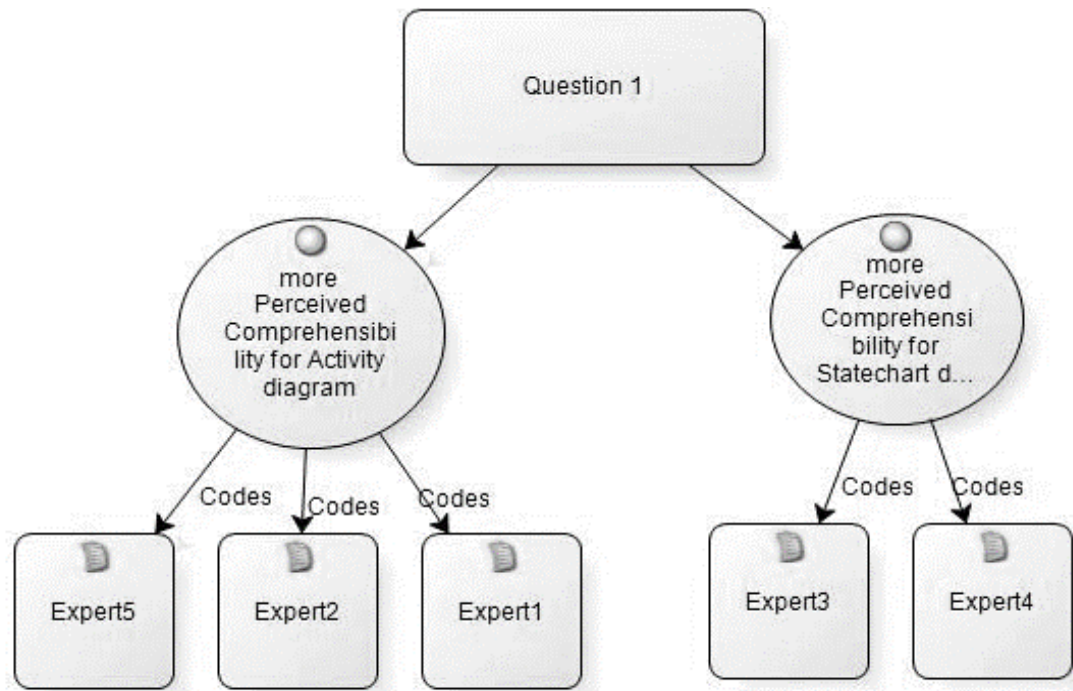 Question 1
more
Perceived
Comprehensibi
lity for Activity
diagram
more
Perceived
Comprehensi
bility for
Statechart d...
Codes
Codes
Codes
Codes
Codes
Expert5
Expert2
Expert1
Expert3
Expert4